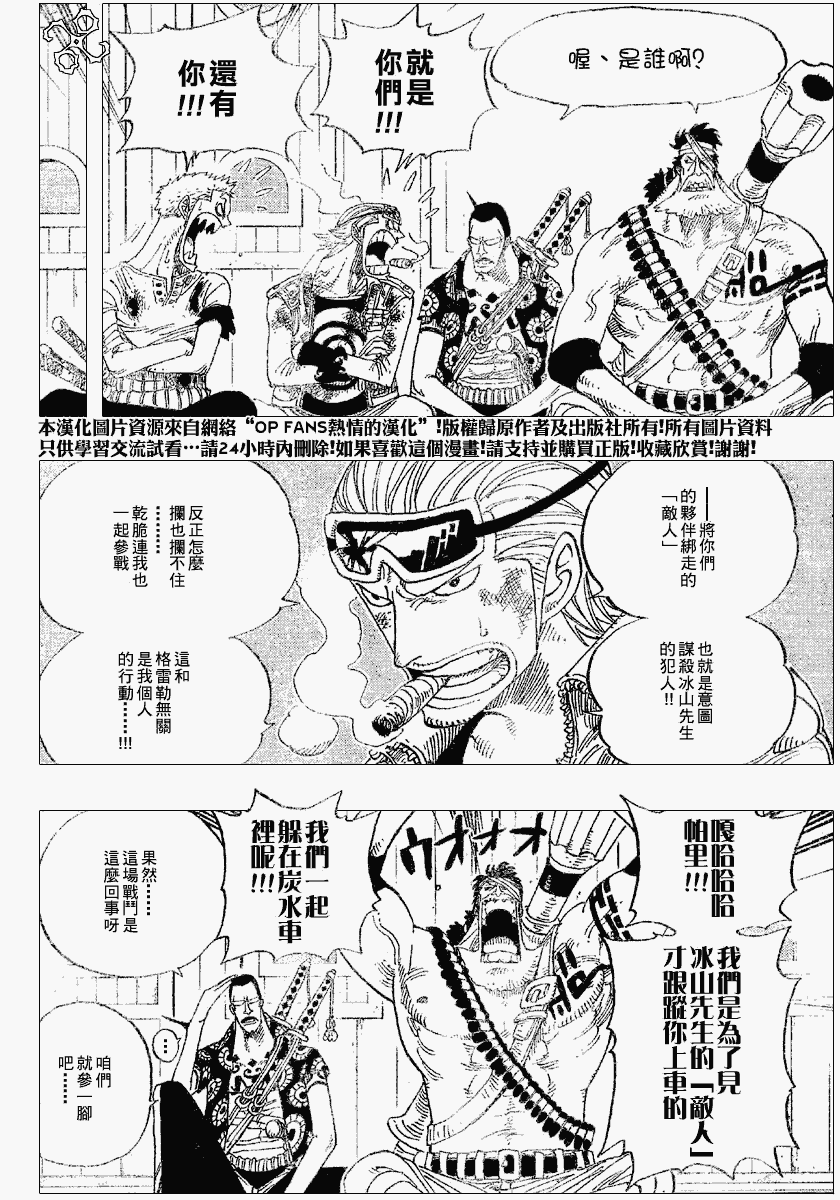 喔、是誰啊?
就是
你們
!!!
還有
你
!!!
本漢化圖片資源來自網絡“OP FANS熱情的漢化”!版權歸原作者及出版社所有!所有圖片資料
只供學習交流試看…請24小時內刪除!如果喜歡這個漫畫!請支持並購買正版!收藏欣賞!謝謝!
——將你們
的夥伴綁走的
「敵人」
也就是意圖
謀殺冰山先生
的犯人!!
反正怎麼
攔也攔不住
………
乾脆連我也
一起參戰
這和
格雷勒無關
是我個人
的行動……!!!
嘎哈哈哈
帕里!!!
我們是為了見
冰山先生的「敵人」
才跟蹤你上車的
ウオォォ
我們一起
躲在炭水車
裡呢!!!
果然……
這場戰鬥是
這麼回事呀
…
咱們
就參一腳
吧……